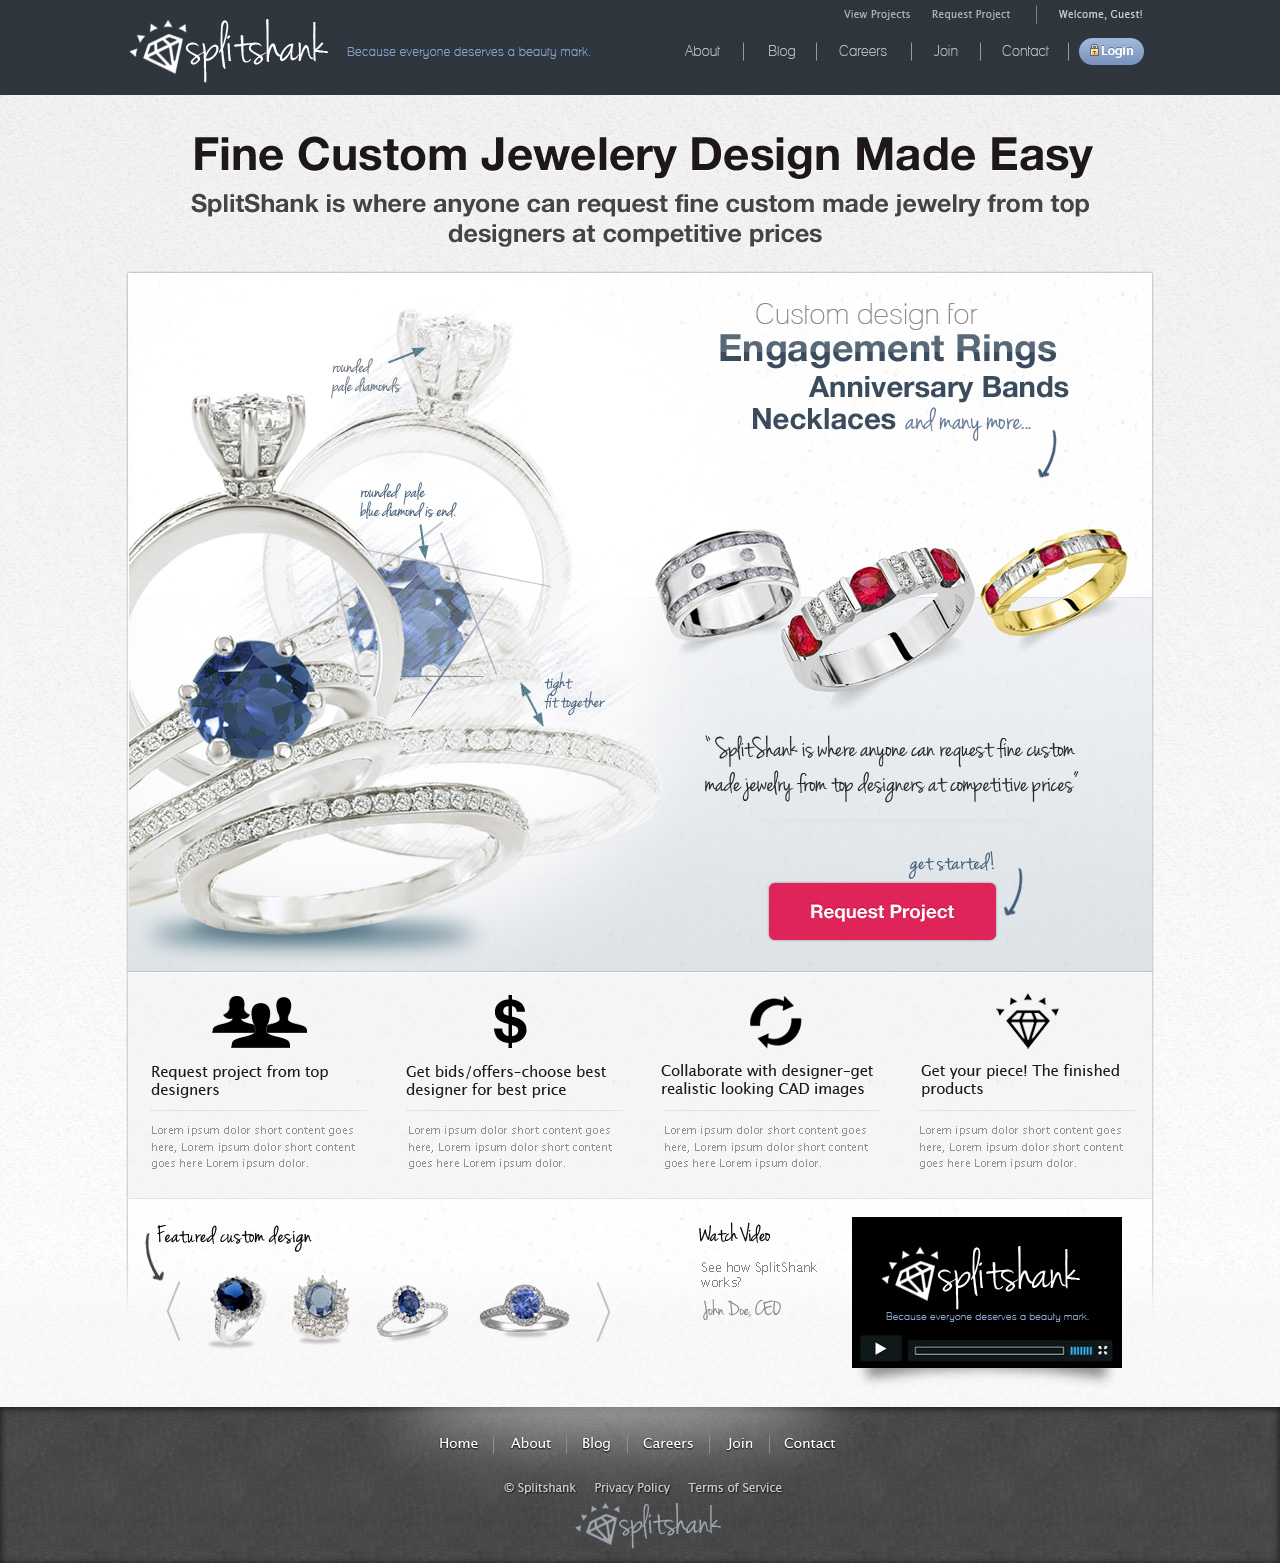 View Projects Request Project Welcome, Guest!
splitshank Because everyone deserves a beauty mark. About Blog Careers Join Contact Login
Fine Custom Jewelery Design Made Easy
SplitShank is where anyone can request fine custom made jewelry from top
designers at competitive prices
Custom design for
Engagement Rings
Anniversary Bands
Necklaces and many more...
rounded
pale diamonds
rounded pale
blue diamond is end.
tight
fit together
"SplitShank is where anyone can request fine custom
made jewelry from top designers at competitive prices"
get started!
Request Project
$
Request project from top
designers
Lorem ipsum dolor short content goes
here, Lorem ipsum dolor short content
goes here Lorem ipsum dolor.
Get bids/offers-choose best
designer for best price
Lorem ipsum dolor short content goes
here, Lorem ipsum dolor short content
goes here Lorem ipsum dolor.
Collaborate with designer-get
realistic looking CAD images
Lorem ipsum dolor short content goes
here, Lorem ipsum dolor short content
goes here Lorem ipsum dolor.
Get your piece! The finished
products
Lorem ipsum dolor short content goes
here, Lorem ipsum dolor short content
goes here Lorem ipsum dolor.
Featured custom design
Watch Video
See how SplitShank
works?
John Doe, CEO
splitshank
Because everyone deserves a beauty mark.
Home About Blog Careers Join Contact
© Splitshank Privacy Policy Terms of Service
splitshank